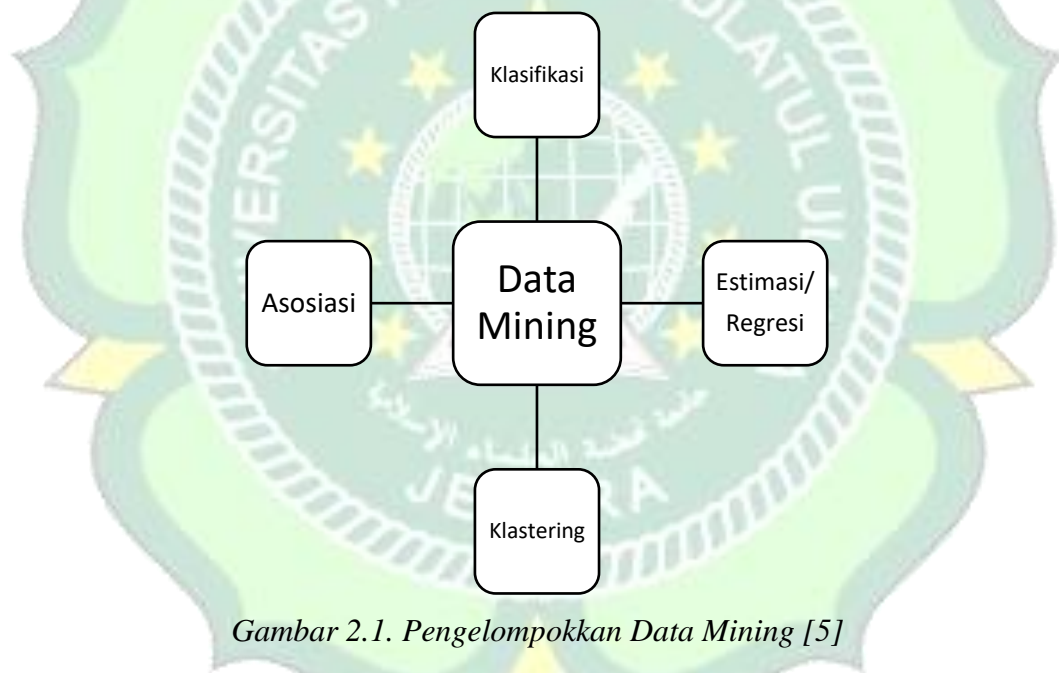 Klasifikasi
Asosiasi
Data
Mining
Estimasi/
Regresi
Klastering
Gambar 2.1. Pengelompokkan Data Mining [5]